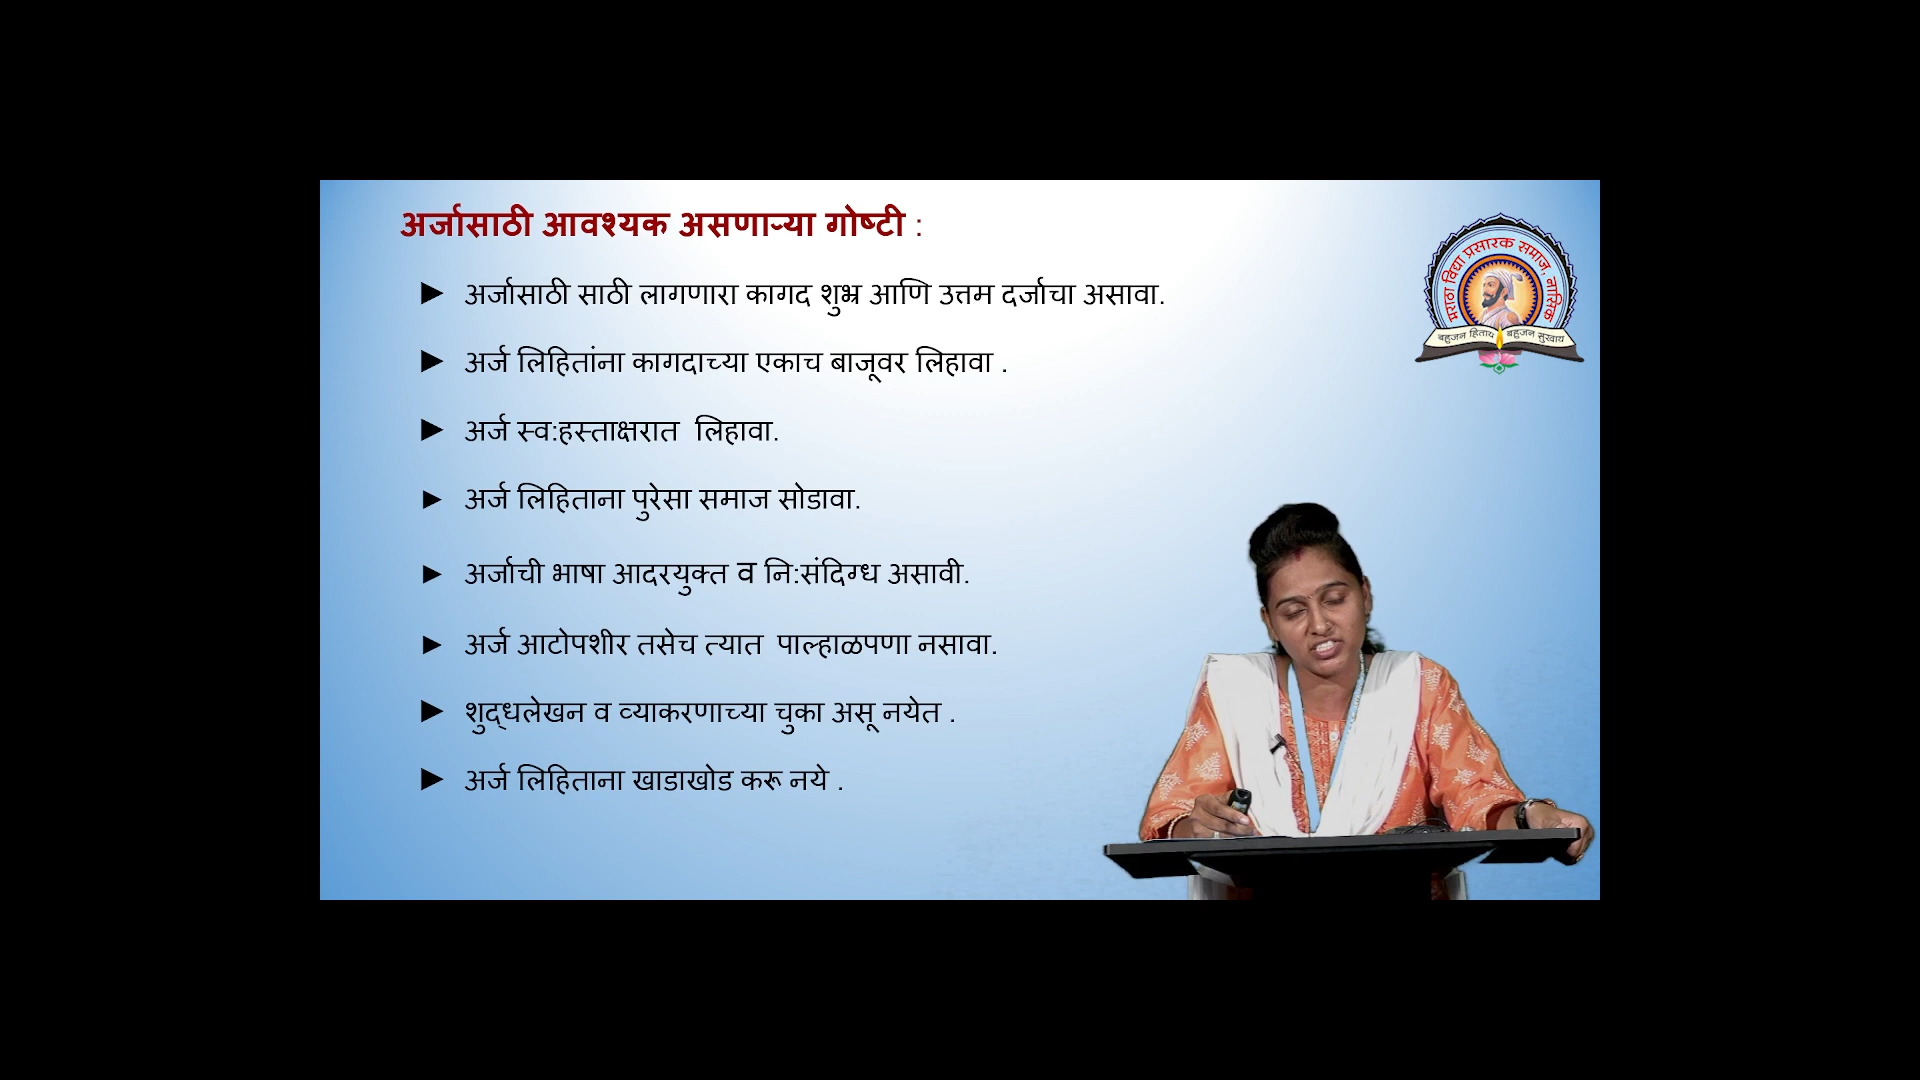 अर्जासाठी आवश्यक असणाऱ्या गोष्टी :
► अर्जासाठी साठी लागणारा कागद शुभ्र आणि उत्तम दर्जाचा असावा.
► अर्ज लिहितांना कागदाच्या एकाच बाजूवर लिहावा .
► अर्ज स्व:हस्ताक्षरात लिहावा.
► अर्ज लिहिताना पुरेसा समाज सोडावा.
► अर्जाची भाषा आदरयुक्त व नि:संदिग्ध असावी.
► अर्ज आटोपशीर तसेच त्यात पाल्हाळपणा नसावा.
► शुद्धलेखन व व्याकरणाच्या चुका असू नयेत .
► अर्ज लिहिताना खाडाखोड करू नये .
मराठा विद्या प्रसारक समाज, नासिक
बहुजन हिताय बहुजन सुखाय